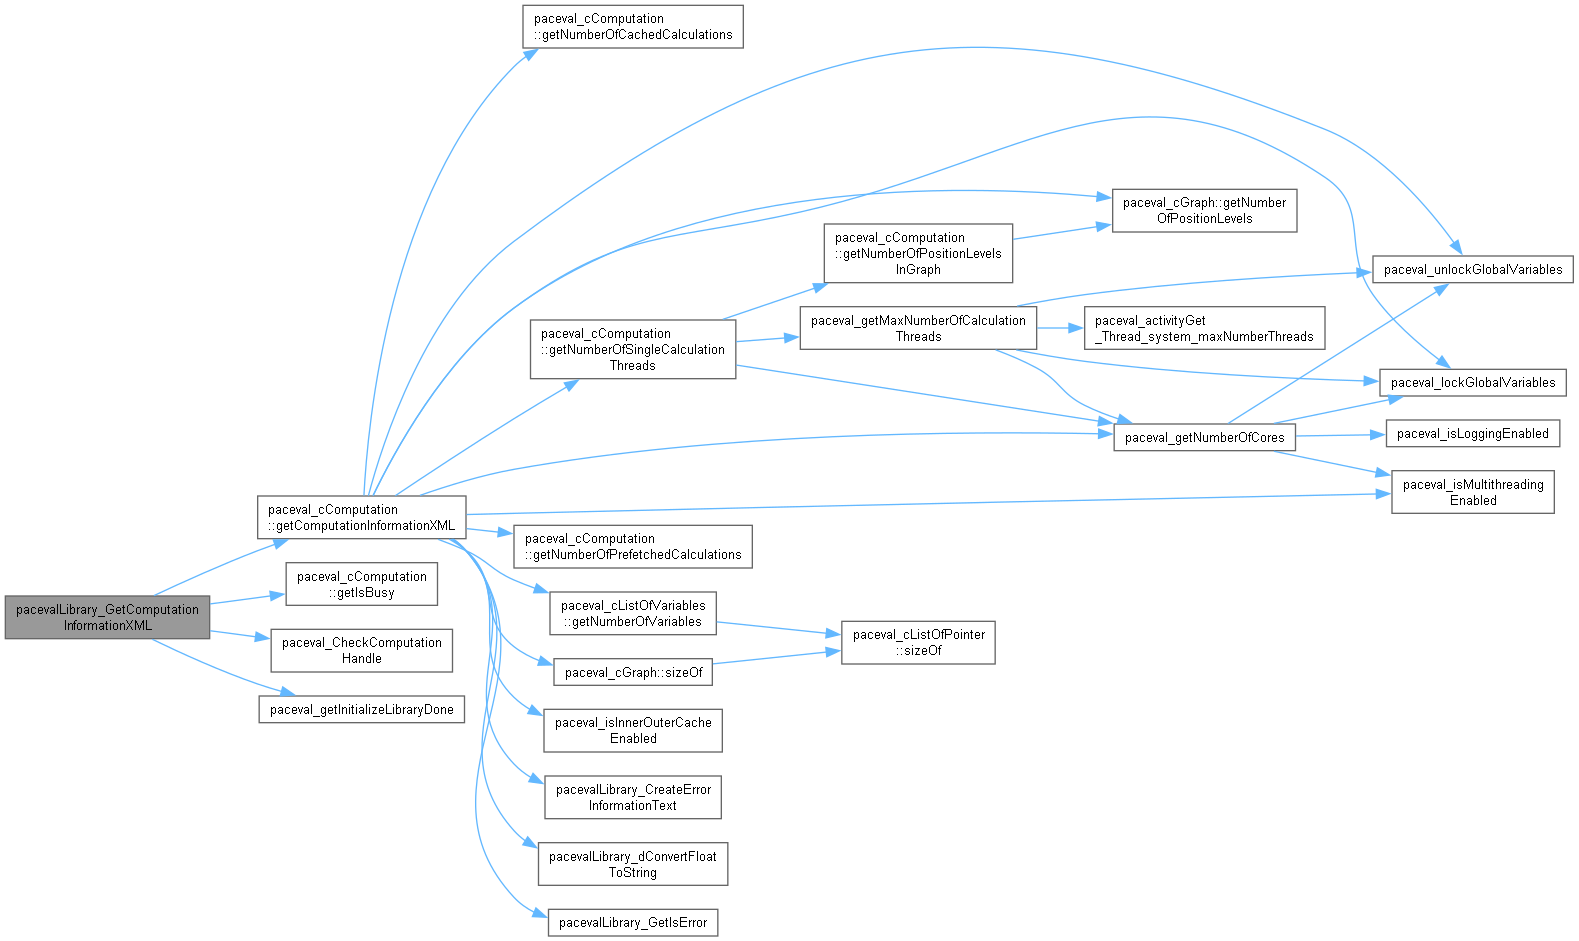 paceval_cComputation
::getNumberOfCachedCalculations
paceval_cGraph::getNumber
OfPositionLevels
paceval_cComputation
::getNumberOfPositionLevels
InGraph
paceval_unlockGlobalVariables
paceval_getMaxNumberOfCalculation
Threads
paceval_activityGet
_Thread_system_maxNumberThreads
paceval_cComputation
::getNumberOfSingleCalculation
Threads
paceval_lockGlobalVariables
paceval_getNumberOfCores
paceval_isLoggingEnabled
paceval_isMultithreading
Enabled
paceval_cComputation
::getComputationInformationXML
paceval_cComputation
::getNumberOfPrefetchedCalculations
paceval_cComputation
::getIsBusy
pacevalLibrary_GetComputation
InformationXML
paceval_cListOfVariables
::getNumberOfVariables
paceval_cListOfPointer
::sizeOf
paceval_CheckComputation
Handle
paceval_cGraph::sizeOf
paceval_getInitializeLibraryDone
paceval_isInnerOuterCache
Enabled
pacevalLibrary_CreateError
InformationText
pacevalLibrary_dConvertFloat
ToString
pacevalLibrary_GetIsError